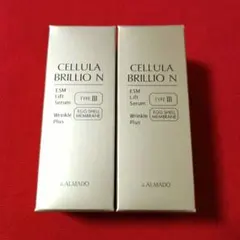 CELLULA
BRILLIO N
ESM
Lift
Serum
TYPE III
Wrinkle
Plus
EGG SHELL
MEMBRANE
ALMADO
CELLULA
BRILLIO N
ESM
Lift
Serum
TYPE III
Wrinkle
Plus
EGG SHELL
MEMBRANE
ALMADO